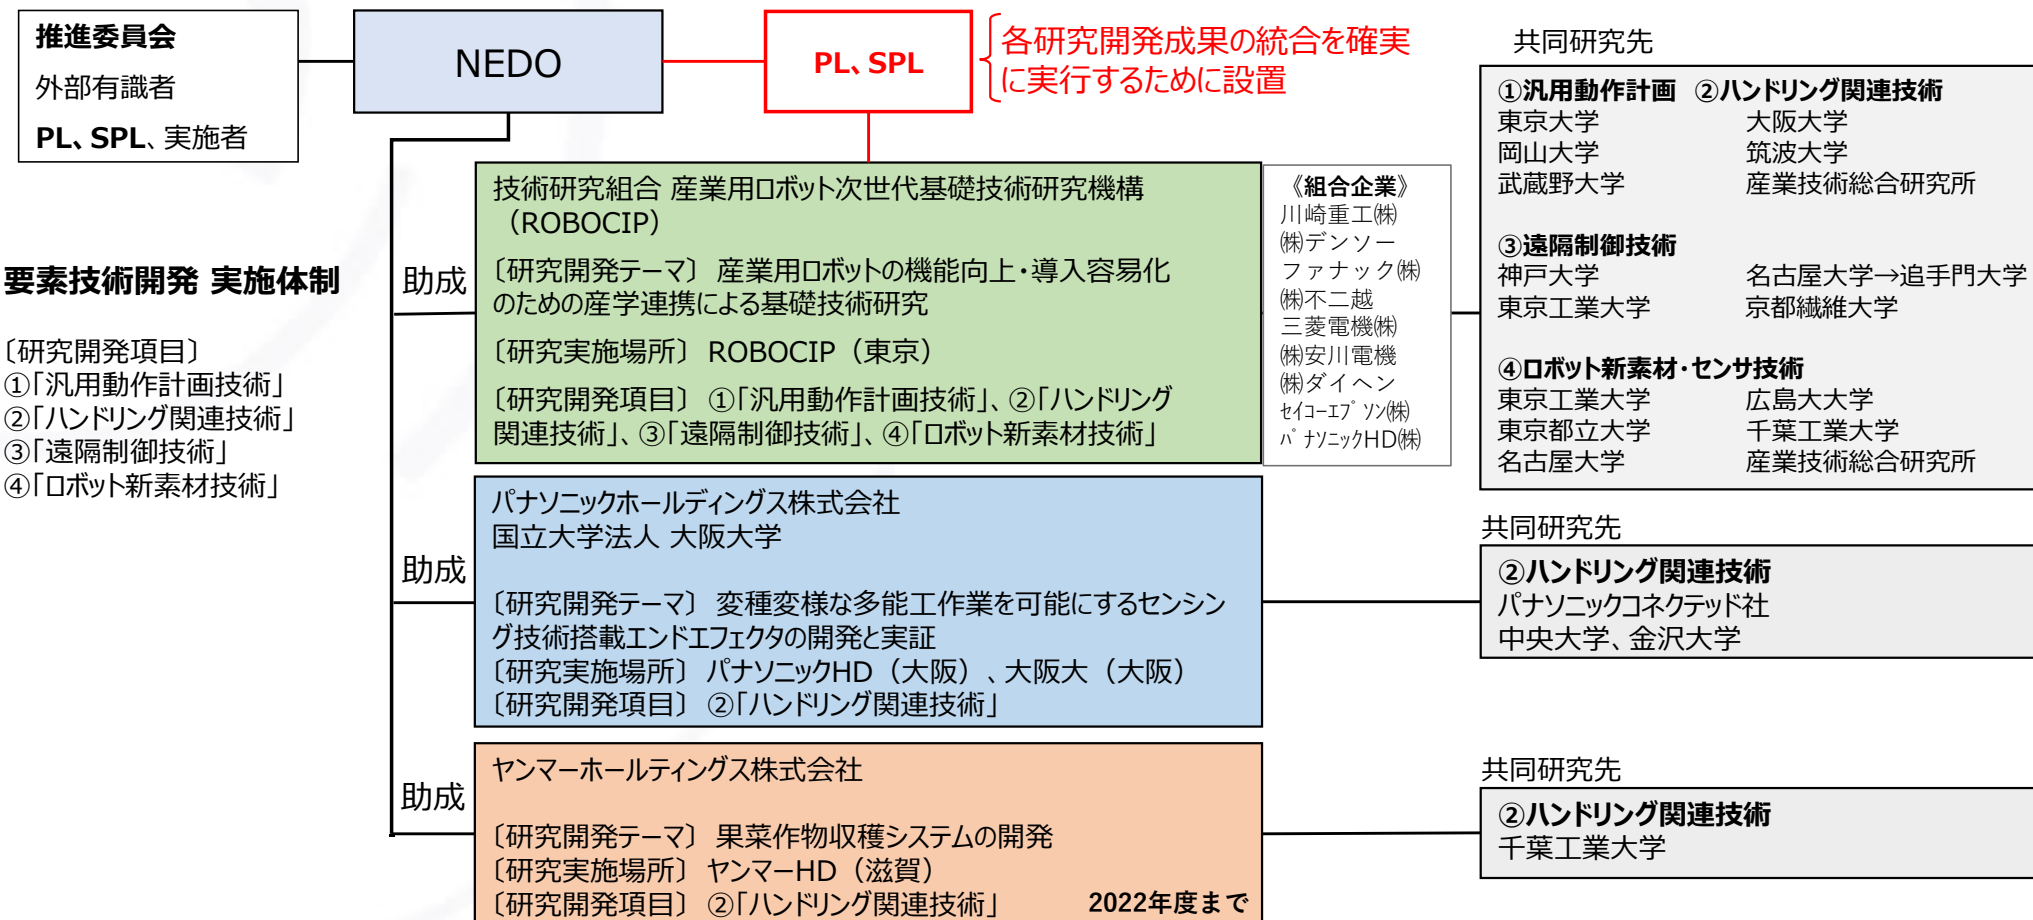 推進委員会
外部有識者
PL、SPL、実施者
NEDO
PL、SPL
各研究開発成果の統合を確実
に実行するために設置
要素技術開発 実施体制
〔研究開発項目〕
①「汎用動作計画技術」
②「ハンドリング関連技術」
③「遠隔制御技術」
④「ロボット新素材技術」
助成
技術研究組合 産業用ロボット次世代基礎技術研究機構
（ROBOCIP）
〔研究開発テーマ〕 産業用ロボットの機能向上・導入容易化
のための産学連携による基礎技術研究
〔研究実施場所〕 ROBOCIP（東京）
〔研究開発項目〕 ①「汎用動作計画技術」、②「ハンドリング
関連技術」、③「遠隔制御技術」、④「ロボット新素材技術」
《組合企業》
川崎重工㈱
㈱デンソー
ファナック㈱
㈱不二越
三菱電機㈱
㈱安川電機
㈱ダイヘン
ｾｲｺｰｴﾌﾟｿﾝ㈱
ﾊﾟﾅｿﾆｯｸHD㈱
共同研究先
①汎用動作計画 ②ハンドリング関連技術
東京大学 大阪大学
岡山大学 筑波大学
武蔵野大学 産業技術総合研究所
③遠隔制御技術
神戸大学 名古屋大学→追手門大学
東京工業大学 京都繊維大学
④ロボット新素材・センサ技術
東京工業大学 広島大大学
東京都立大学 千葉工業大学
名古屋大学 産業技術総合研究所
助成
パナソニックホールディングス株式会社
国立大学法人 大阪大学
〔研究開発テーマ〕 変種変様な多能工作業を可能にするセンシン
グ技術搭載エンドエフェクタの開発と実証
〔研究実施場所〕 パナソニックHD（大阪）、大阪大（大阪）
〔研究開発項目〕 ②「ハンドリング関連技術」
共同研究先
②ハンドリング関連技術
パナソニックコネクテッド社
中央大学、金沢大学
助成
ヤンマーホールティングス株式会社
〔研究開発テーマ〕 果菜作物収穫システムの開発
〔研究実施場所〕 ヤンマーHD（滋賀）
〔研究開発項目〕 ②「ハンドリング関連技術」 2022年度まで
共同研究先
②ハンドリング関連技術
千葉工業大学